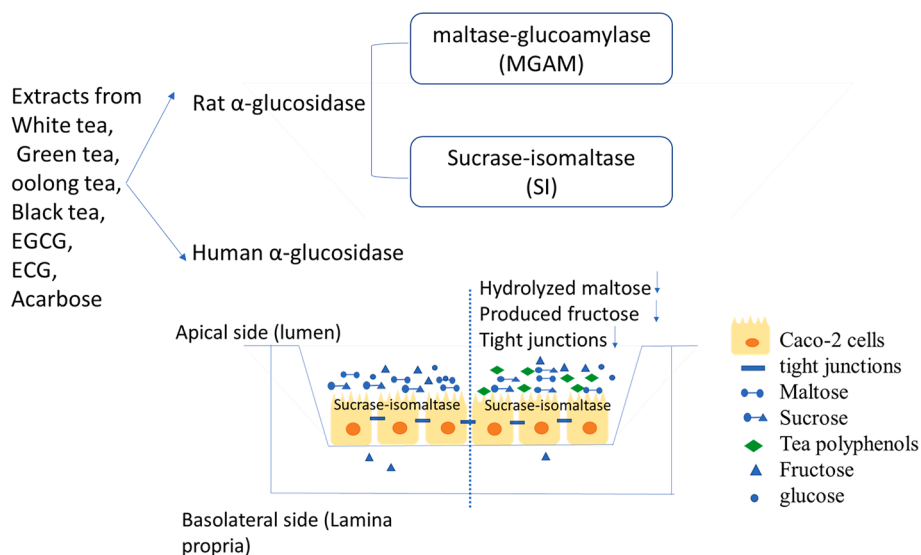 Extracts from
White tea,
Green tea,
oolong tea,
Black tea,
EGCG,
ECG,
Acarbose
Rat α-glucosidase
maltase-glucoamylase
(MGAM)
Sucrase-isomaltase
(SI)
Human α-glucosidase
Hydrolyzed maltose
Produced fructose
Tight junctions
Apical side (lumen)
Sucrase-isomaltase
Sucrase-isomaltase
Basolateral side (Lamina
propria)
Caco-2 cells
tight junctions
Maltose
Sucrose
Tea polyphenols
Fructose
glucose